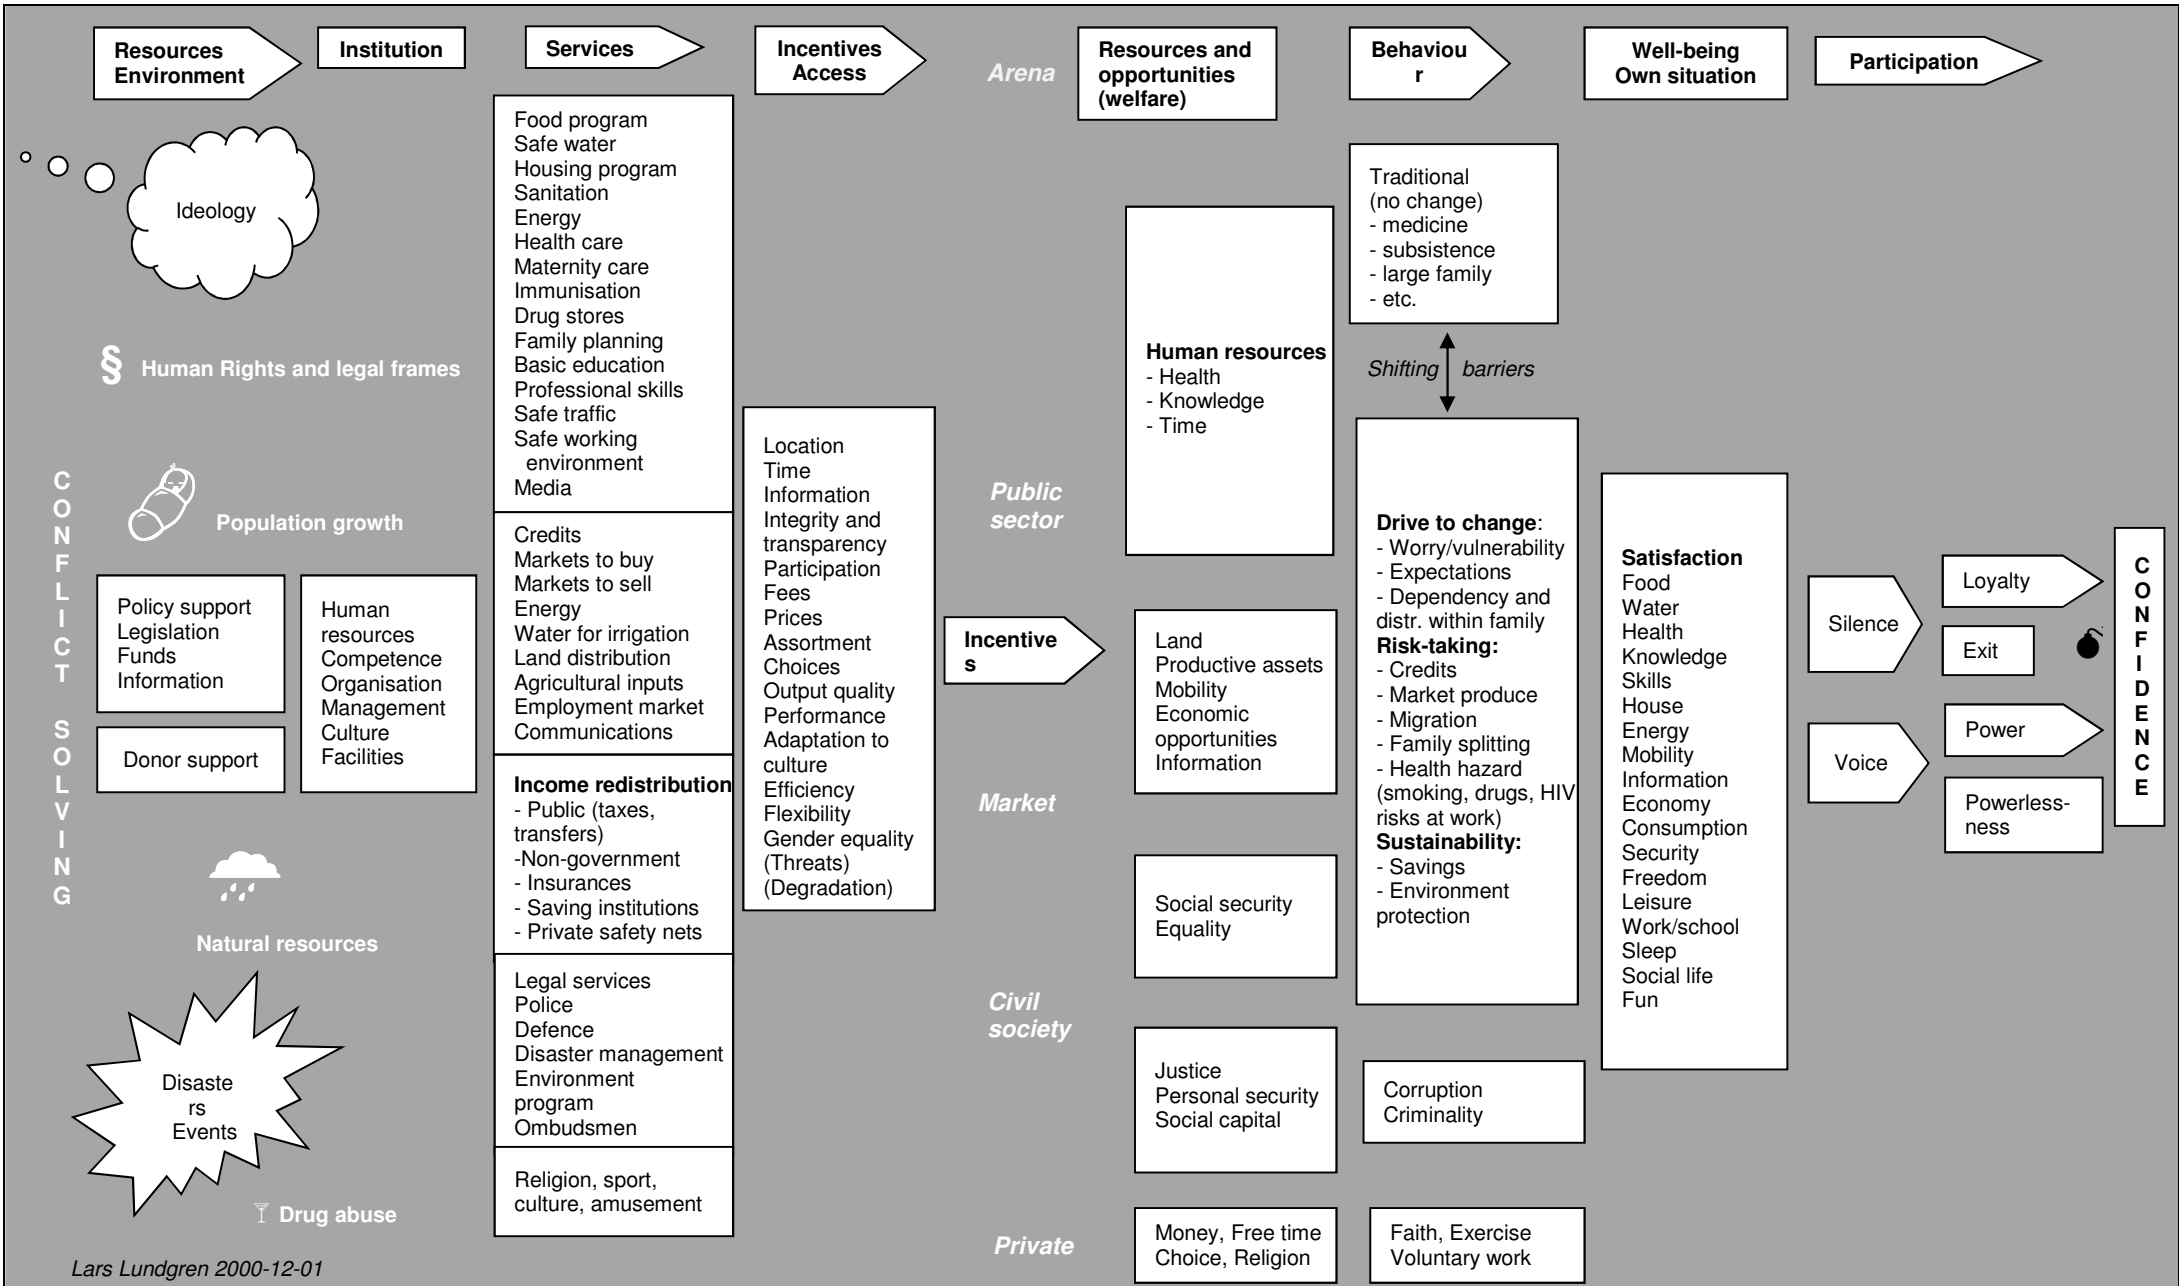 Resources
Environment
Institution
Services
Incentives
Access
Arena
Resources and
opportunities
(welfare)
Behaviou
r
Well-being
Own situation
Participation
Ideology
§ Human Rights and legal frames
Population growth
CONFLICT SOLVING
Policy support
Legislation
Funds
Information
Donor support
Human
resources
Competence
Organisation
Management
Culture
Facilities
Natural resources
Disaste
rs
Events
Drug abuse
Lars Lundgren 2000-12-01
Food program
Safe water
Housing program
Sanitation
Energy
Health care
Maternity care
Immunisation
Drug stores
Family planning
Basic education
Professional skills
Safe traffic
Safe working
environment
Media
Credits
Markets to buy
Markets to sell
Energy
Water for irrigation
Land distribution
Agricultural inputs
Employment market
Communications
Income redistribution
- Public (taxes,
transfers)
-Non-government
- Insurances
- Saving institutions
- Private safety nets
Legal services
Police
Defence
Disaster management
Environment
program
Ombudsmen
Religion, sport,
culture, amusement
Location
Time
Information
Integrity and
transparency
Participation
Fees
Prices
Assortment
Choices
Output quality
Performance
Adaptation to
culture
Efficiency
Flexibility
Gender equality
(Threats)
(Degradation)
Public
sector
Incentive
s
Market
Civil
society
Private
Human resources
- Health
- Knowledge
- Time
Land
Productive assets
Mobility
Economic
opportunities
Information
Social security
Equality
Justice
Personal security
Social capital
Money, Free time
Choice, Religion
Traditional
(no change)
- medicine
- subsistence
- large family
- etc.
Shifting barriers
Drive to change:
- Worry/vulnerability
- Expectations
- Dependency and
distr. within family
Risk-taking:
- Credits
- Market produce
- Migration
- Family splitting
- Health hazard
(smoking, drugs, HIV
risks at work)
Sustainability:
- Savings
- Environment
protection
Corruption
Criminality
Faith, Exercise
Voluntary work
Satisfaction
Food
Water
Health
Knowledge
Skills
House
Energy
Mobility
Information
Economy
Consumption
Security
Freedom
Leisure
Work/school
Sleep
Social life
Fun
Silence
Voice
Loyalty
Exit
Power
Powerless-
ness
CONFIDENCE